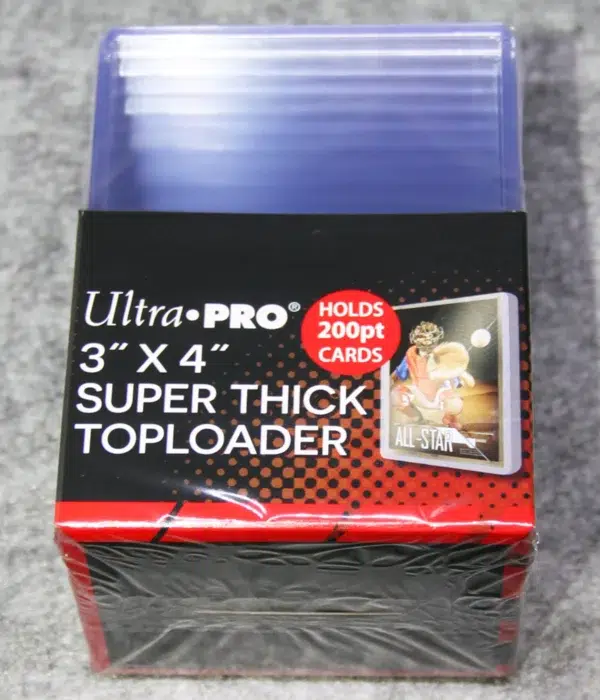 Ultra•PRO®
HOLDS
200pt
CARDS
3″ X 4″
SUPER THICK
TOPLOADER
ALL-STAR